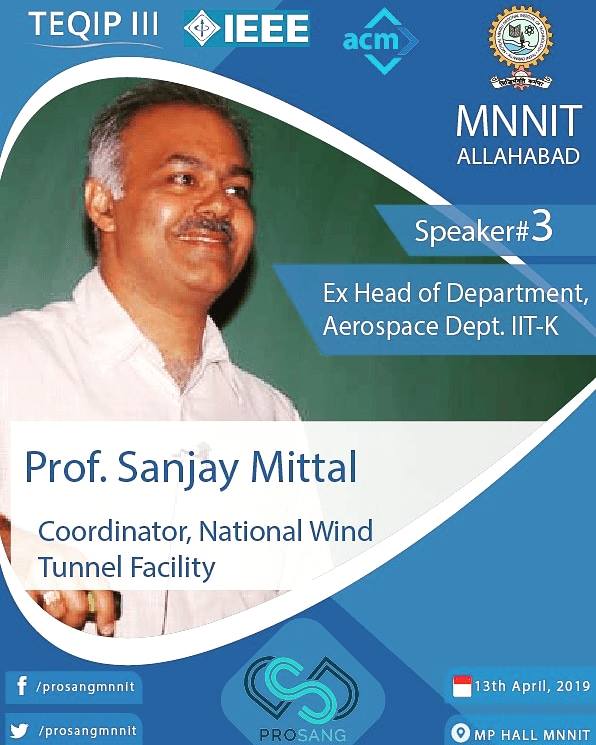 TEQIP III
IEEE
acm
MNNIT
ALLAHABAD
Speaker#3
Ex Head of Department,
Aerospace Dept. IIT-K
Prof. Sanjay Mittal
Coordinator, National Wind
Tunnel Facility
/prosangmnnit
13th April, 2019
/prosangmnnit
PROSANG
MP HALL MNNIT